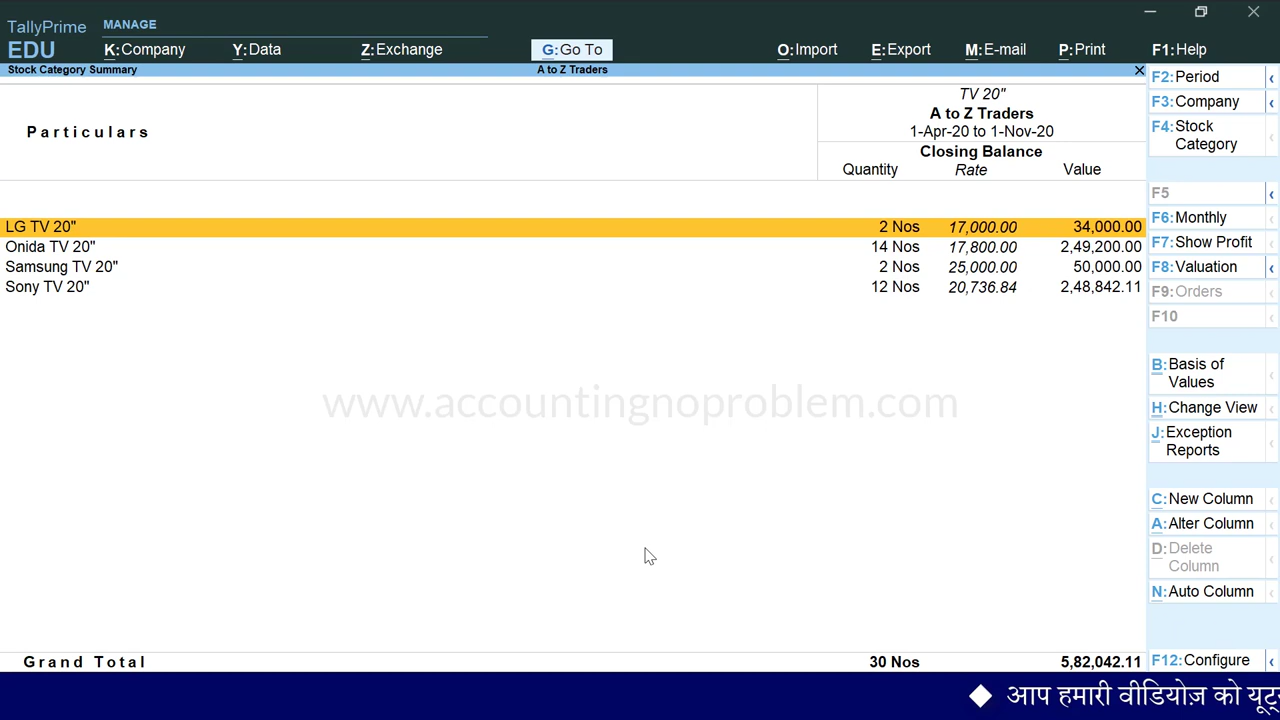 TallyPrime
EDU
MANAGE
K:Company Y:Data Z:Exchange G:Go To O:Import E:Export M:E-mail P:Print F1:Help
Stock Category Summary A to Z Traders
Particulars
TV 20"
A to Z Traders
1-Apr-20 to 1-Nov-20
Closing Balance
Quantity Rate Value
LG TV 20" 2 Nos 17,000.00 34,000.00
Onida TV 20" 14 Nos 17,800.00 2,49,200.00
Samsung TV 20" 2 Nos 25,000.00 50,000.00
Sony TV 20" 12 Nos 20,736.84 2,48,842.11
www.accountingnoproblem.com
Grand Total 30 Nos 5,82,042.11
F2:Period
F3:Company
F4:Stock
Category
F5
F6:Monthly
F7:Show Profit
F8:Valuation
F9:Orders
F10
B:Basis of
Values
H:Change View
J:Exception
Reports
C:New Column
A:Alter Column
D:Delete
Column
N:Auto Column
F12:Configure
आप हमारी वीडियोज़ को